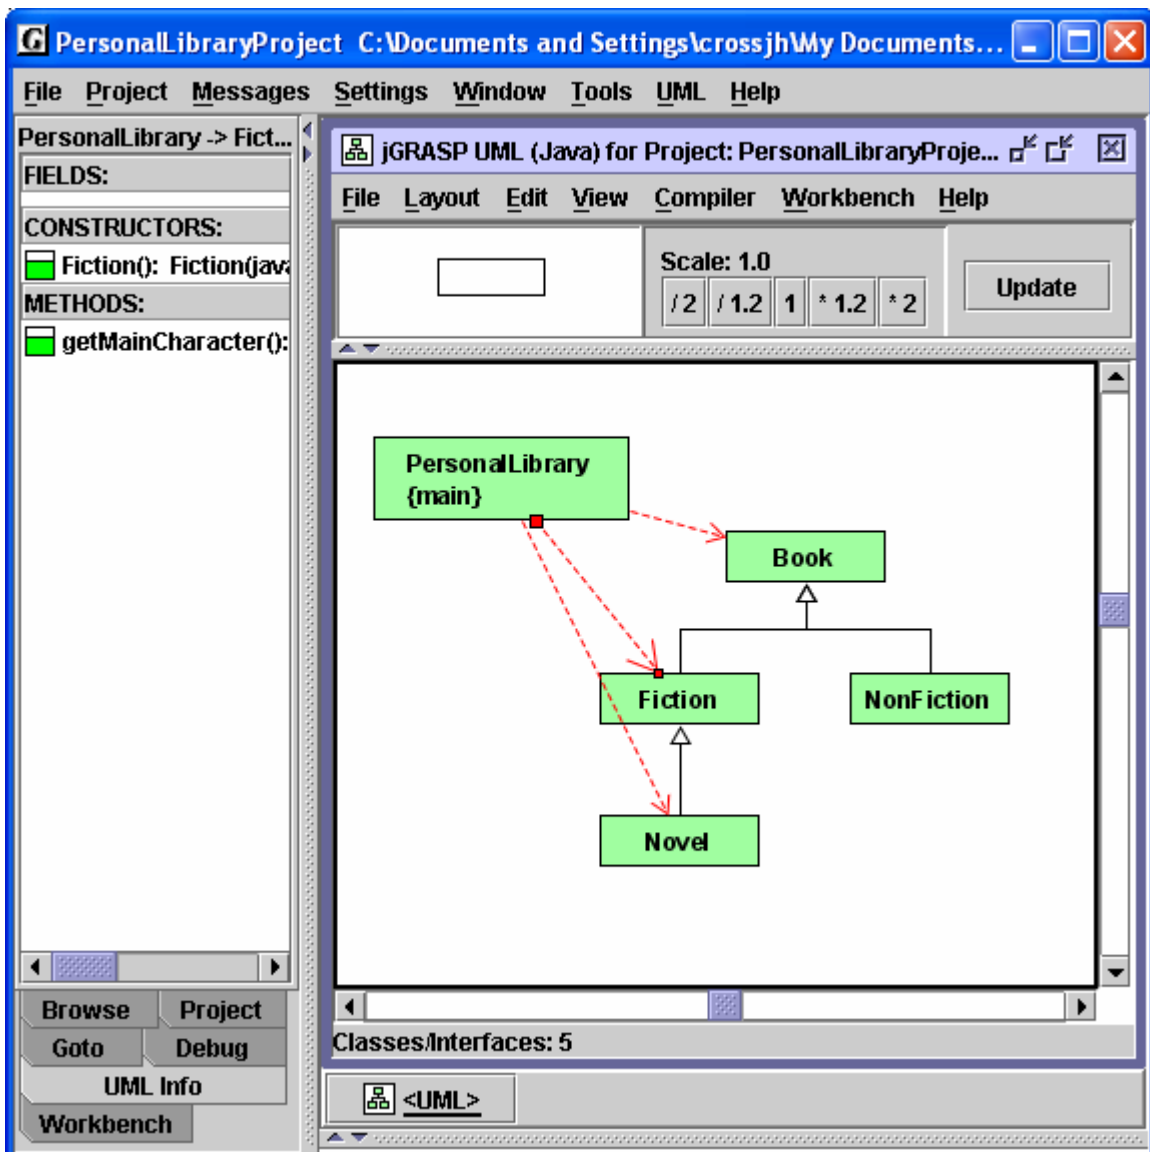 PersonalLibraryProject C:\Documents and Settings\crossjh\My Documents...
File Project Messages Settings Window Tools UML Help
PersonalLibrary -> Fict...
FIELDS:
CONSTRUCTORS:
Fiction(): Fiction(java
METHODS:
getMainCharacter():
Browse Project
Goto Debug
UML Info
Workbench
jGRASP UML (Java) for Project: PersonalLibraryProje...
File Layout Edit View Compiler Workbench Help
Scale: 1.0
/ 2 / 1.2 1 * 1.2 * 2
Update
PersonalLibrary
{main}
Book
Fiction NonFiction
Novel
Classes/Interfaces: 5
<UML>